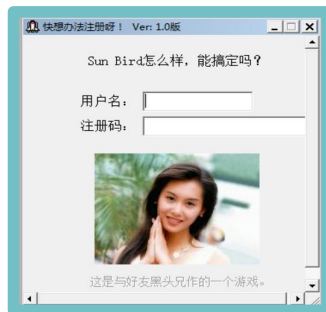 快想办法注册呀！ Ver: 1.0版
Sun Bird怎么样，能搞定吗？
用户名：
注册码：
这是与好友黑头兄作的一个游戏。